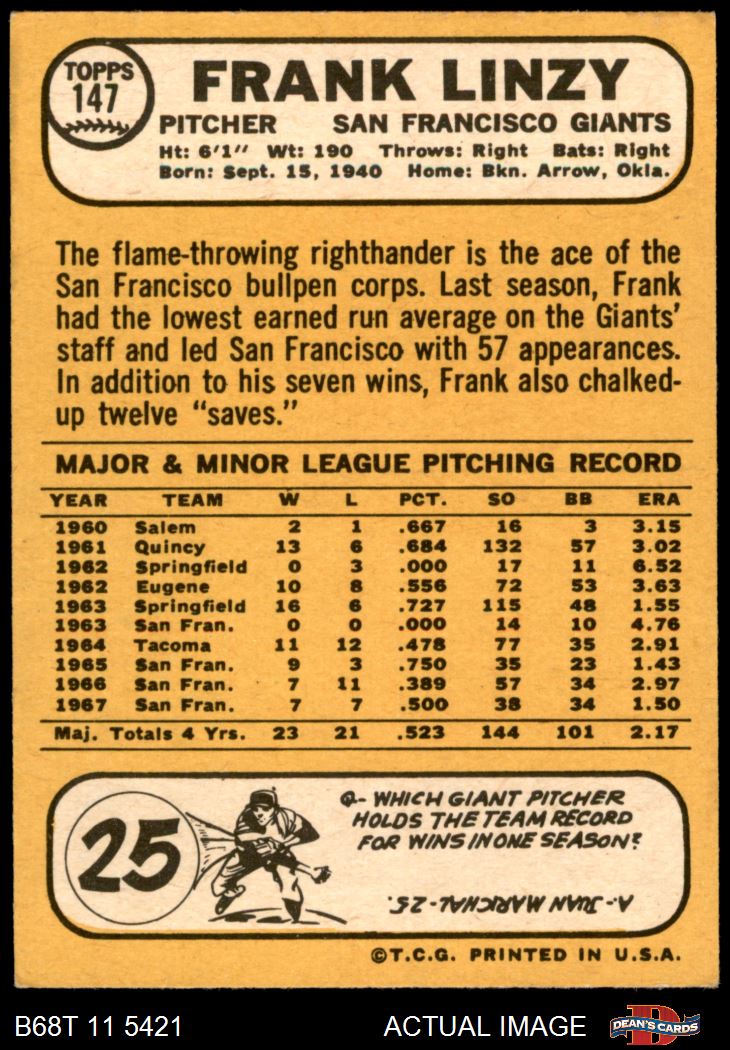 TOPPS
147
FRANK LINZY
PITCHER SAN FRANCISCO GIANTS
Ht: 6'1" Wt: 190 Throws: Right Bats: Right
Born: Sept. 15, 1940 Home: Bkn. Arrow, Okla.
The flame-throwing righthander is the ace of the
San Francisco bullpen corps. Last season, Frank
had the lowest earned run average on the Giants'
staff and led San Francisco with 57 appearances.
In addition to his seven wins, Frank also chalked-
up twelve "saves."
MAJOR & MINOR LEAGUE PITCHING RECORD
YEAR TEAM W L PCT. SO BB ERA
1960 Salem 2 1 .667 16 3 3.15
1961 Quincy 13 6 .684 132 57 3.02
1962 Springfield 0 3 .000 17 11 6.52
1962 Eugene 10 8 .556 72 53 3.63
1963 Springfield 16 6 .727 115 48 1.55
1963 San Fran. 0 0 .000 14 10 4.76
1964 Tacoma 11 12 .478 77 35 2.91
1965 San Fran. 9 3 .750 35 23 1.43
1966 San Fran. 7 11 .389 57 34 2.97
1967 San Fran. 7 7 .500 38 34 1.50
Maj. Totals 4 Yrs. 23 21 .523 144 101 2.17
25
Q- WHICH GIANT PITCHER
HOLDS THE TEAM RECORD
FOR WINS IN ONE SEASON?
A- JUAN MARICHAL - 25.
©T.C.G. PRINTED IN U.S.A.
B68T 11 5421 ACTUAL IMAGE
D
DEAN'S CARDS